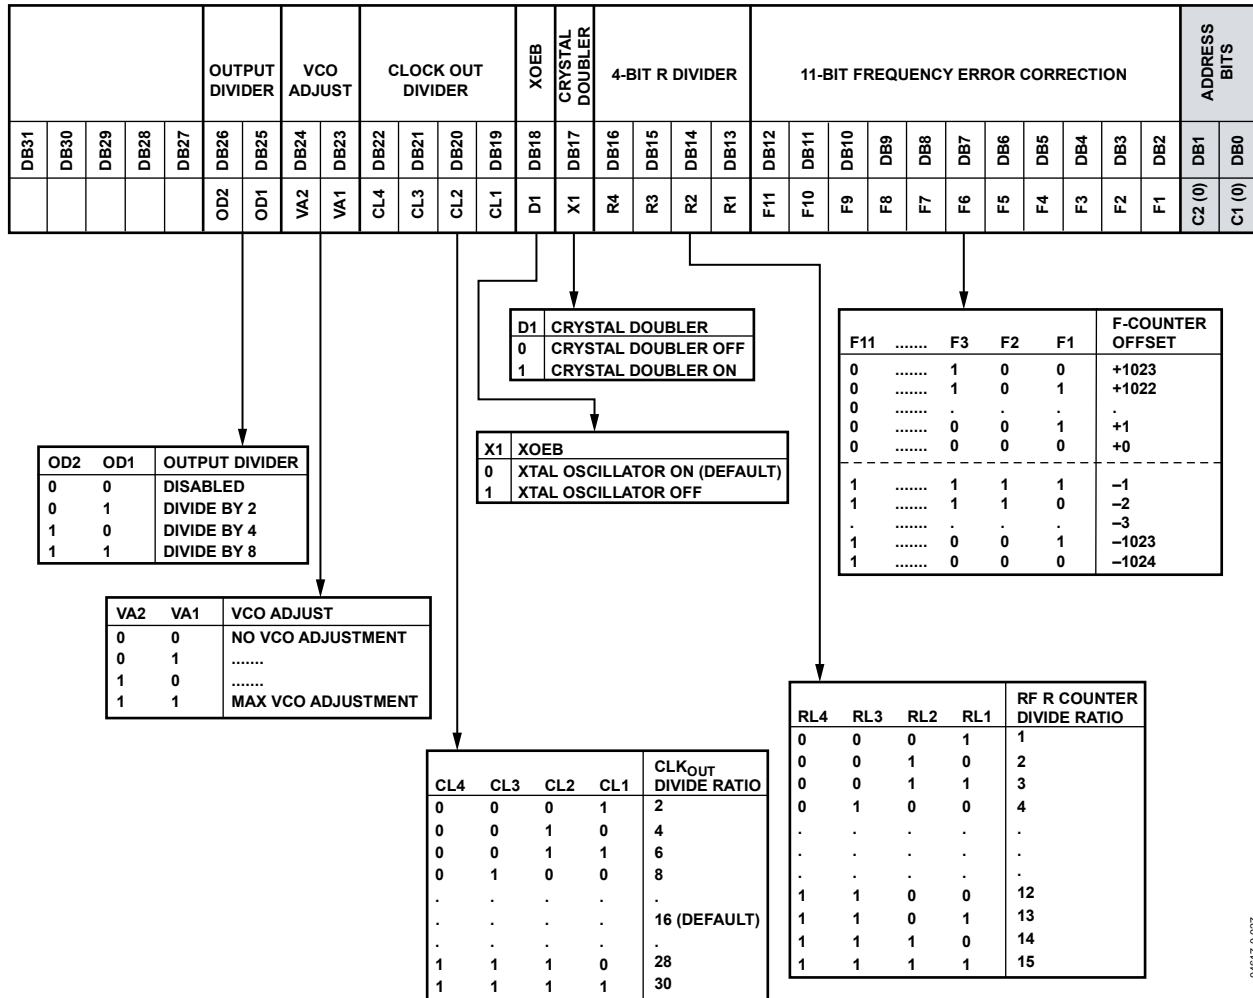 OUTPUT DIVIDER
VCO ADJUST
CLOCK OUT DIVIDER
XOEB
CRYSTAL DOUBLER
4-BIT R DIVIDER
11-BIT FREQUENCY ERROR CORRECTION
ADDRESS BITS
DB31 DB30 DB29 DB28 DB27 DB26 DB25 DB24 DB23 DB22 DB21 DB20 DB19 DB18 DB17 DB16 DB15 DB14 DB13 DB12 DB11 DB10 DB9 DB8 DB7 DB6 DB5 DB4 DB3 DB2 DB1 DB0
OD2 OD1 VA2 VA1 CL4 CL3 CL2 CL1 D1 X1 R4 R3 R2 R1 F11 F10 F9 F8 F7 F6 F5 F4 F3 F2 F1 C2 (0) C1 (0)
D1 CRYSTAL DOUBLER
0 CRYSTAL DOUBLER OFF
1 CRYSTAL DOUBLER ON
F11 ....... F3 F2 F1 F-COUNTER OFFSET
0 ....... 1 0 0 +1023
0 ....... 1 0 1 +1022
0 ....... . . . .
0 ....... 0 0 1 +1
0 ....... 0 0 0 +0
1 ....... 1 1 1 –1
1 ....... 1 1 0 –2
. ....... . . . –3
1 ....... 0 0 1 –1023
1 ....... 0 0 0 –1024
X1 XOEB
0 XTAL OSCILLATOR ON (DEFAULT)
1 XTAL OSCILLATOR OFF
OD2 OD1 OUTPUT DIVIDER
0 0 DISABLED
0 1 DIVIDE BY 2
1 0 DIVIDE BY 4
1 1 DIVIDE BY 8
VA2 VA1 VCO ADJUST
0 0 NO VCO ADJUSTMENT
0 1 .......
1 0 .......
1 1 MAX VCO ADJUSTMENT
RL4 RL3 RL2 RL1 RF R COUNTER DIVIDE RATIO
0 0 0 1 1
0 0 1 0 2
0 0 1 1 3
0 1 0 0 4
. . . . .
. . . . .
. . . . .
1 1 0 0 12
1 1 0 1 13
1 1 1 0 14
1 1 1 1 15
CL4 CL3 CL2 CL1 CLKOUT DIVIDE RATIO
0 0 0 1 2
0 0 1 0 4
0 0 1 1 6
0 1 0 0 8
. . . . .
. . . . 16 (DEFAULT)
. . . . .
1 1 1 0 28
1 1 1 1 30